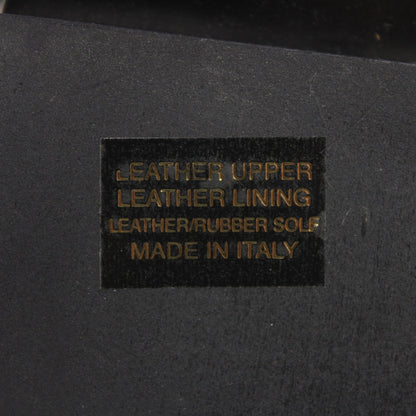 LEATHER UPPER
LEATHER LINING
LEATHER/RUBBER SOLE
MADE IN ITALY